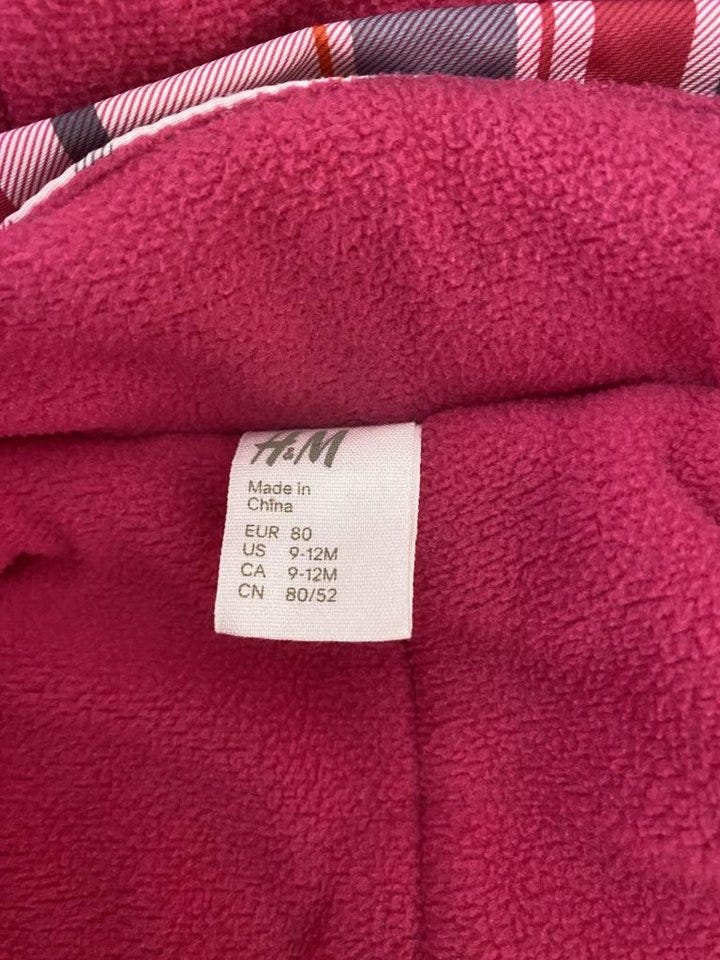 H&M
Made in
China
EUR 80
US 9-12M
CA 9-12M
CN 80/52